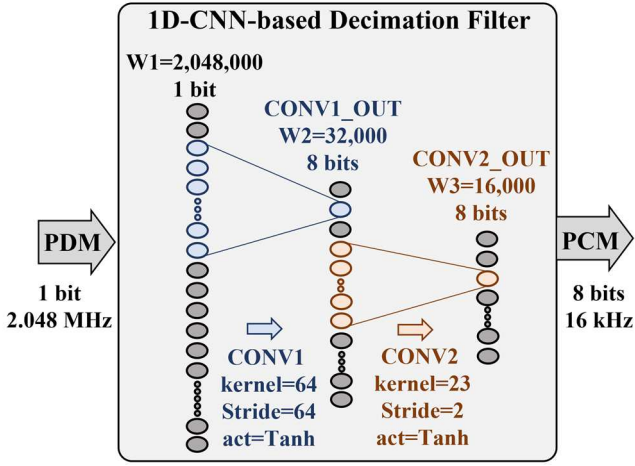 1D-CNN-based Decimation Filter
W1=2,048,000
1 bit
CONV1_OUT
W2=32,000
8 bits
CONV2_OUT
W3=16,000
8 bits
PDM
1 bit
2.048 MHz
PCM
8 bits
16 kHz
CONV1
kernel=64
Stride=64
act=Tanh
CONV2
kernel=23
Stride=2
act=Tanh